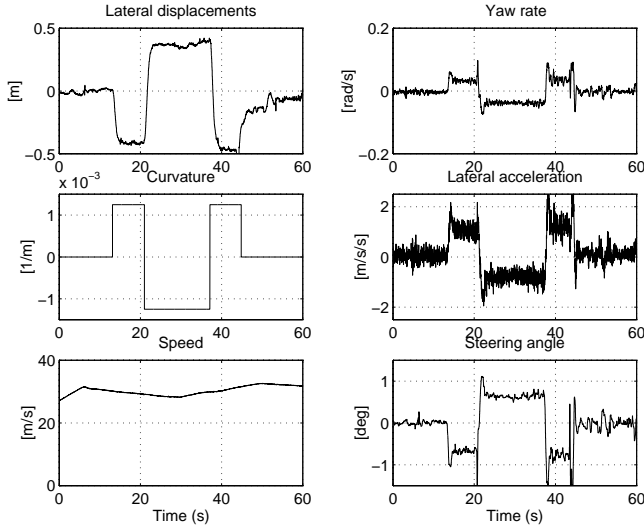 Lateral displacements
0.5
0
−0.5
[m]
0 20 40 60
Yaw rate
0.2
0
−0.2
[rad/s]
0 20 40 60
x 10−3
Curvature
1
0
−1
[1/m]
0 20 40 60
Lateral acceleration
2
0
−2
[m/s/s]
0 20 40 60
Speed
40
20
0
[m/s]
0 20 40 60
Time (s)
Steering angle
1
0
−1
[deg]
0 20 40 60
Time (s)